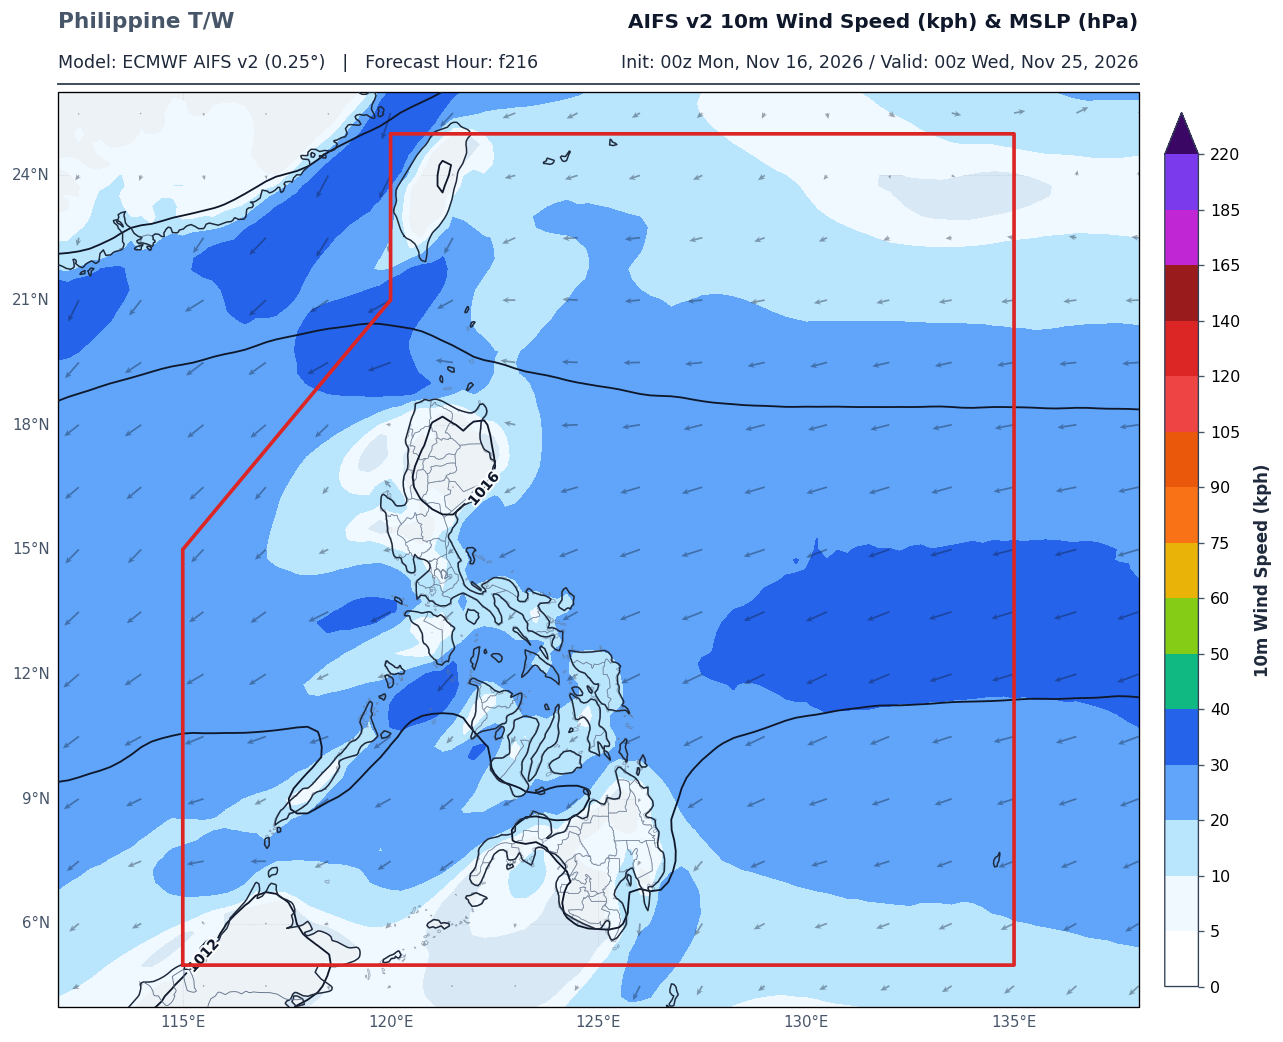 Philippine T/W
AIFS v2 10m Wind Speed (kph) & MSLP (hPa)
Model: ECMWF AIFS v2 (0.25°)   |   Forecast Hour: f216
Init: 00z Mon, Nov 16, 2026 / Valid: 00z Wed, Nov 25, 2026
24°N
21°N
18°N
15°N
12°N
9°N
6°N
115°E
120°E
125°E
130°E
135°E
1016
1012
220
185
165
140
120
105
90
75
60
50
40
30
20
10
5
0
10m Wind Speed (kph)